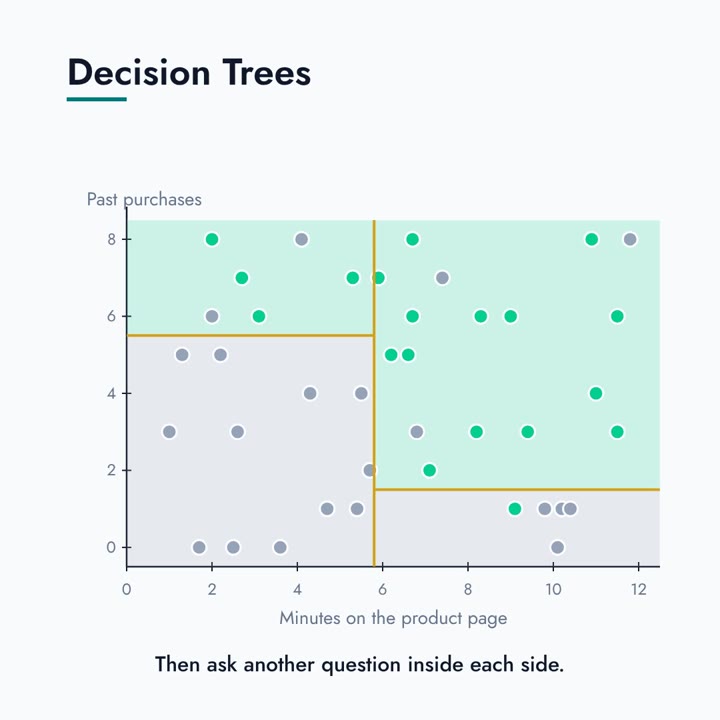 Decision Trees
Past purchases
8
6
4
2
0
0 2 4 6 8 10 12
Minutes on the product page
Then ask another question inside each side.